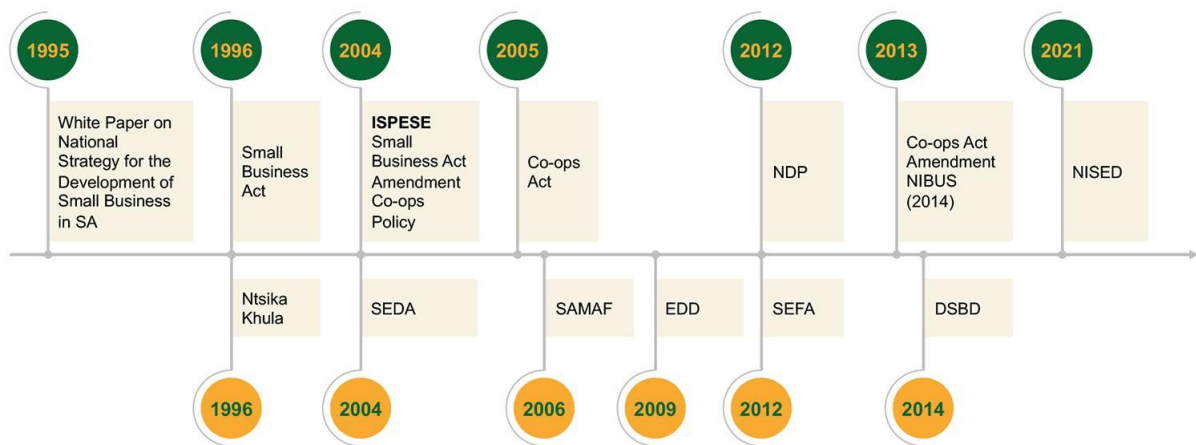 1995
1996
2004
2005
2012
2013
2021
White Paper on
National
Strategy for the
Development of
Small Business
in SA
Small
Business
Act
ISPESE
Small
Business Act
Amendment
Co-ops
Policy
Co-ops
Act
NDP
Co-ops Act
Amendment
NIBUS
(2014)
NISED
Ntsika
Khula
SEDA
SAMAF
EDD
SEFA
DSBD
1996
2004
2006
2009
2012
2014